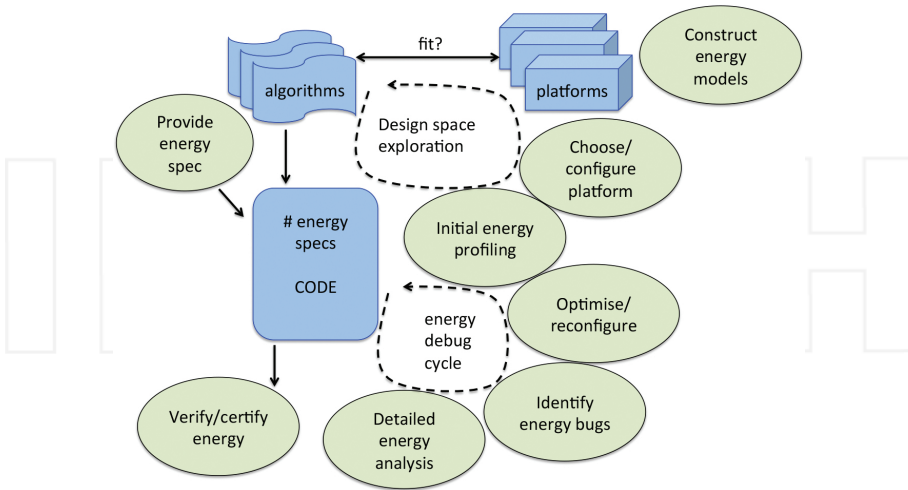 fit?
Construct
energy
models
algorithms
platforms
Provide
energy
spec
Design space
exploration
Choose/
configure
platform
# energy
specs
CODE
Initial energy
profiling
Optimise/
reconfigure
energy
debug
cycle
Verify/certify
energy
Detailed
energy
analysis
Identify
energy bugs